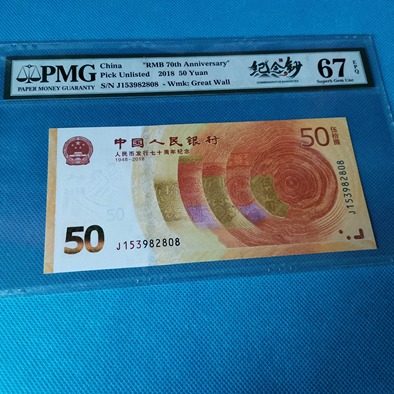 PMG
PAPER MONEY GUARANTY
China "RMB 70th Anniversary"
Pick Unlisted 2018 50 Yuan
S/N J153982808 - Wmk: Great Wall
纪念钞
67 EPQ
Superb Gem Unc
中国人民银行
人民币发行七十周年纪念
1948-2018
50 伍拾圆
J153982808
50
J153982808